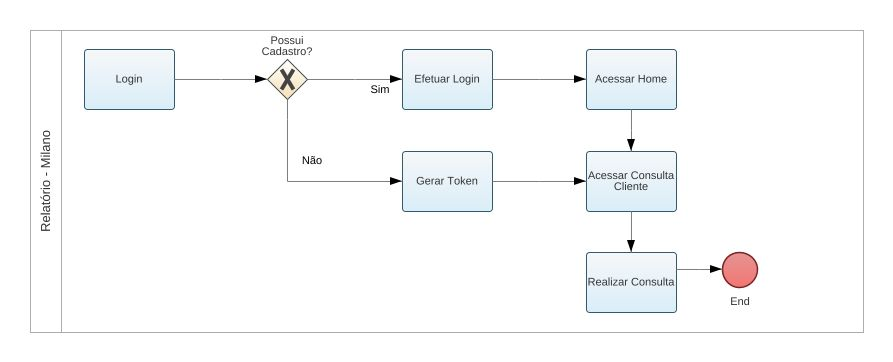 Relatório - Milano
Login
Possui
Cadastro?
Sim
Efetuar Login
Acessar Home
Não
Gerar Token
Acessar Consulta
Cliente
Realizar Consulta
End